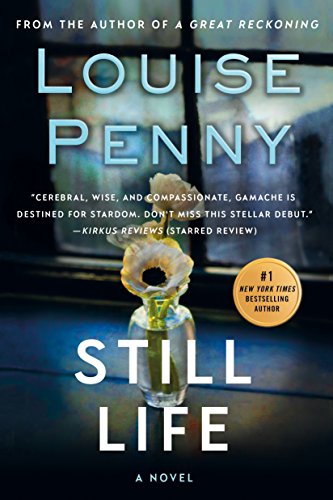 FROM THE AUTHOR OF A GREAT RECKONING
LOUISE
PENNY
"CEREBRAL, WISE, AND COMPASSIONATE, GAMACHE IS
DESTINED FOR STARDOM. DON'T MISS THIS STELLAR DEBUT."
—KIRKUS REVIEWS (STARRED REVIEW)
#1
NEW YORK TIMES
BESTSELLING
AUTHOR
STILL
LIFE
A NOVEL